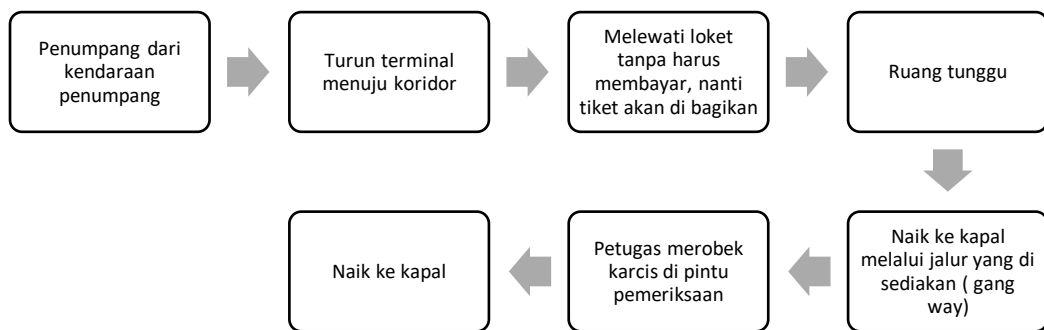 Penumpang dari
kendaraan
penumpang
Turun terminal
menuju koridor
Melewati loket
tanpa harus
membayar, nanti
tiket akan di bagikan
Ruang tunggu
Naik ke kapal
melalui jalur yang di
sediakan ( gang
way)
Petugas merobek
karcis di pintu
pemeriksaan
Naik ke kapal